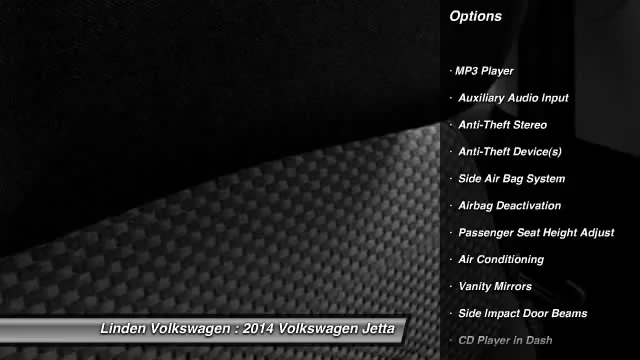 Options
· MP3 Player
· Auxiliary Audio Input
· Anti-Theft Stereo
· Anti-Theft Device(s)
· Side Air Bag System
· Airbag Deactivation
· Passenger Seat Height Adjust
· Air Conditioning
· Vanity Mirrors
· Side Impact Door Beams
· CD Player in Dash
Linden Volkswagen : 2014 Volkswagen Jetta